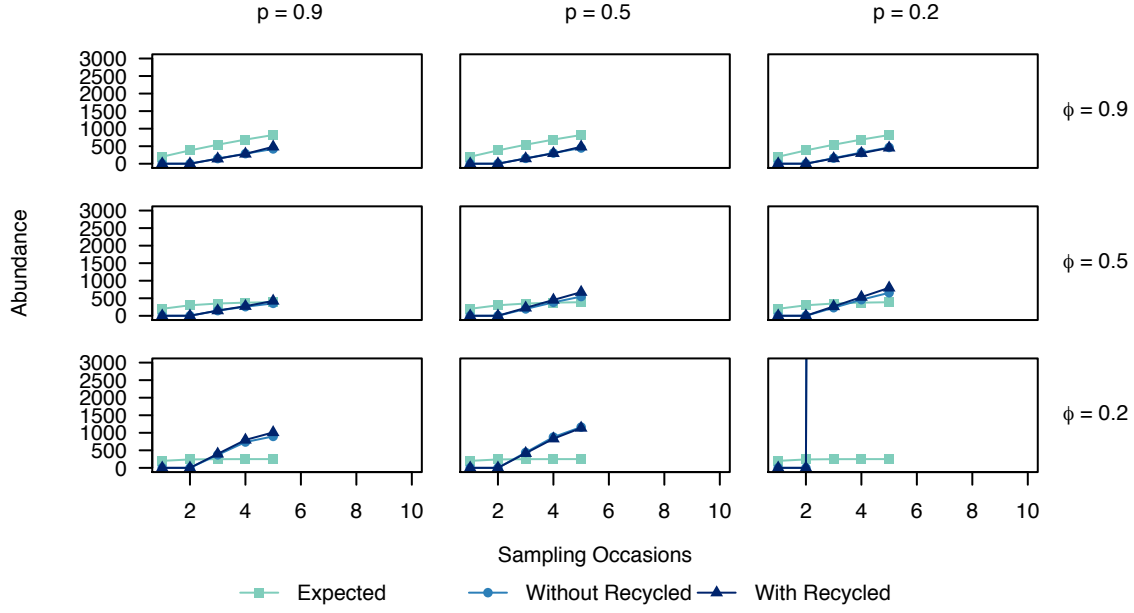 p = 0.9 p = 0.5 p = 0.2
3000
2500
2000
1500
1000
500
0
ϕ = 0.9
3000
2500
2000
1500
1000
500
0
ϕ = 0.5
3000
2500
2000
1500
1000
500
0
ϕ = 0.2
Abundance
2 4 6 8 10 2 4 6 8 10 2 4 6 8 10
Sampling Occasions
Expected Without Recycled With Recycled